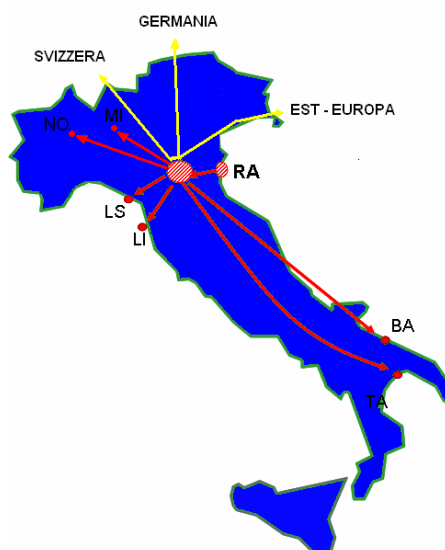 GERMANIA
SVIZZERA
EST - EUROPA
MI
NO
RA
LS
LI
BA
TA